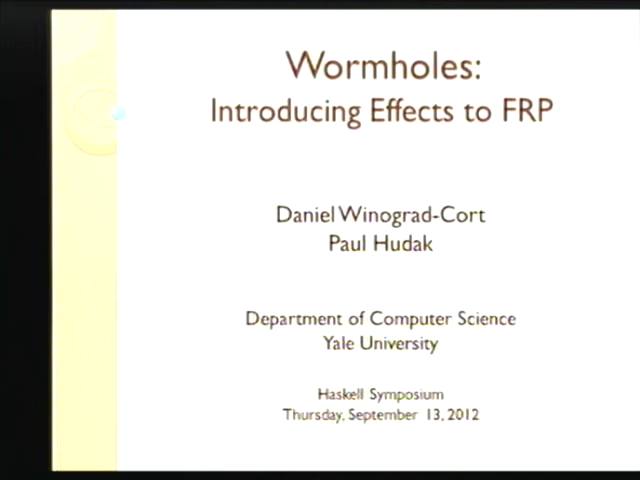 Wormholes:
Introducing Effects to FRP
Daniel Winograd-Cort
Paul Hudak
Department of Computer Science
Yale University
Haskell Symposium
Thursday, September 13, 2012